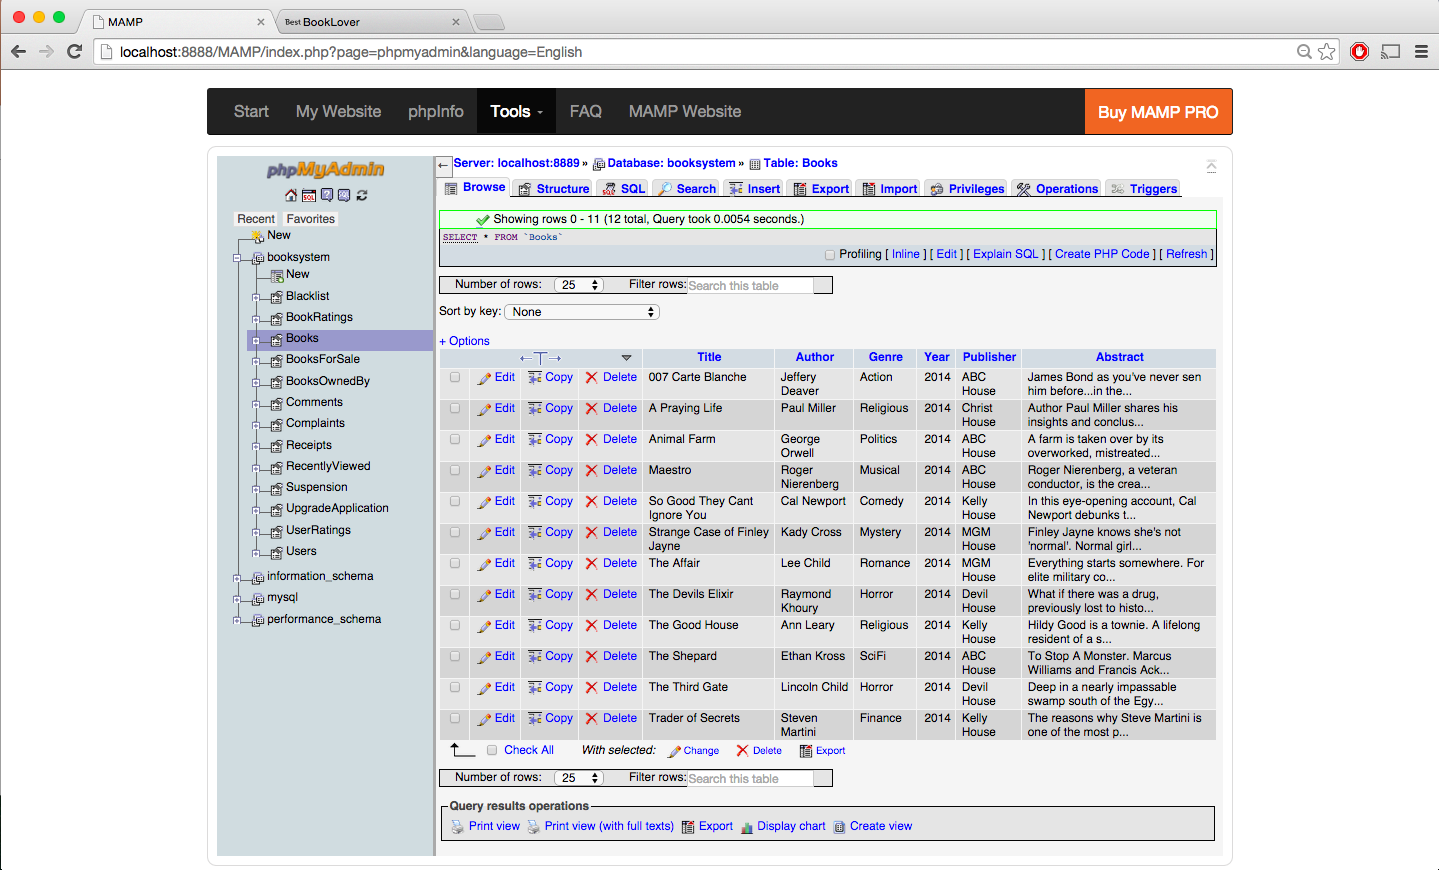 MAMP
Best BookLover
localhost:8888/MAMP/index.php?page=phpmyadmin&language=English
Start My Website phpInfo Tools FAQ MAMP Website Buy MAMP PRO
phpMyAdmin
Recent Favorites
New
booksystem
New
Blacklist
BookRatings
Books
BooksForSale
BooksOwnedBy
Comments
Complaints
Receipts
RecentlyViewed
Suspension
UpgradeApplication
UserRatings
Users
information_schema
mysql
performance_schema
Server: localhost:8889 » Database: booksystem » Table: Books
Browse Structure SQL Search Insert Export Import Privileges Operations Triggers
Showing rows 0 - 11 (12 total, Query took 0.0054 seconds.)
SELECT * FROM `Books`
Profiling [ Inline ] [ Edit ] [ Explain SQL ] [ Create PHP Code ] [ Refresh ]
Number of rows: 25 Filter rows: Search this table
Sort by key: None
+ Options
←T→ Title Author Genre Year Publisher Abstract
Edit Copy Delete 007 Carte Blanche Jeffery Action 2014 ABC James Bond as you've never sen
Deaver House him before...in the...
Edit Copy Delete A Praying Life Paul Miller Religious 2014 Christ Author Paul Miller shares his
House insights and conclus...
Edit Copy Delete Animal Farm George Politics 2014 ABC A farm is taken over by its
Orwell House overworked, mistreated...
Edit Copy Delete Maestro Roger Musical 2014 ABC Roger Nierenberg, a veteran
Nierenberg House conductor, is the crea...
Edit Copy Delete So Good They Cant Cal Newport Comedy 2014 Kelly In this eye-opening account, Cal
Ignore You House Newport debunks t...
Edit Copy Delete Strange Case of Finley Kady Cross Mystery 2014 MGM Finley Jayne knows she's not
Jayne House 'normal'. Normal girl...
Edit Copy Delete The Affair Lee Child Romance 2014 MGM Everything starts somewhere. For
House elite military co...
Edit Copy Delete The Devils Elixir Raymond Horror 2014 Devil What if there was a drug,
Khoury House previously lost to histo...
Edit Copy Delete The Good House Ann Leary Religious 2014 Kelly Hildy Good is a townie. A lifelong
House resident of a s...
Edit Copy Delete The Shepard Ethan Kross SciFi 2014 ABC To Stop A Monster. Marcus
House Williams and Francis Ack...
Edit Copy Delete The Third Gate Lincoln Child Horror 2014 Devil Deep in a nearly impassable
House swamp south of the Egy...
Edit Copy Delete Trader of Secrets Steven Finance 2014 Kelly The reasons why Steve Martini is
Martini House one of the most p...
Check All With selected: Change Delete Export
Number of rows: 25 Filter rows: Search this table
Query results operations
Print view Print view (with full texts) Export Display chart Create view